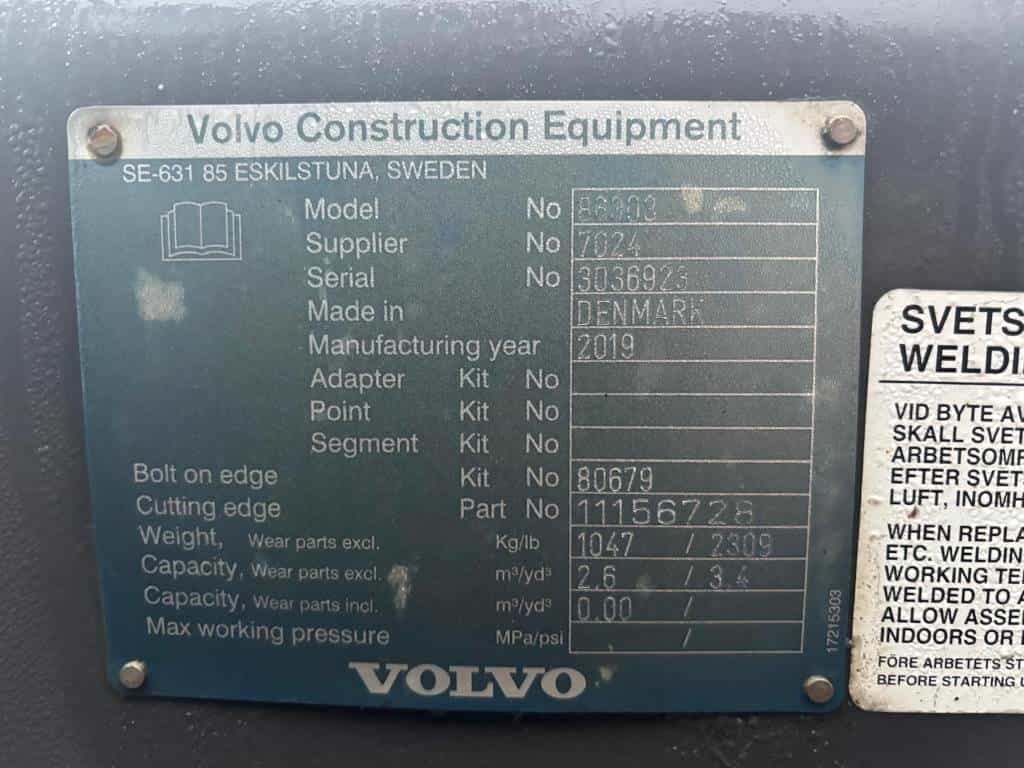 Volvo Construction Equipment
SE-631 85 ESKILSTUNA, SWEDEN
Model No
Supplier No 7024
Serial No 3036923
Made in DENMARK
Manufacturing year 2019
Adapter Kit No
Point Kit No
Segment Kit No
Bolt on edge Kit No 80679
Cutting edge Part No 11156728
Weight, Wear parts excl. Kg/lb 1047 / 2309
Capacity, Wear parts excl. m³/yd³ 2.6 / 3.4
Capacity, Wear parts incl. m³/yd³ 0.00 /
Max working pressure MPa/psi /
VOLVO
17215303
SVETS
WELDI
VID BYTE AV
SKALL SVET
ARBETSOMR
EFTER SVETS
LUFT, INOMH
WHEN REPLA
ETC. WELDIN
WORKING TE
WELDED TO A
ALLOW ASSE
INDOORS OR
FÖRE ARBETETS ST
BEFORE STARTING